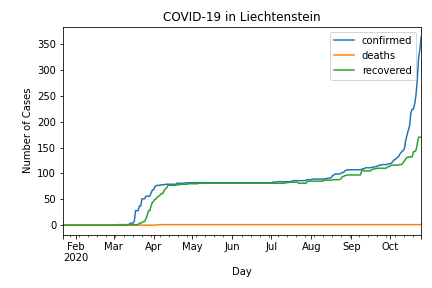 COVID-19 in Liechtenstein
confirmed
deaths
recovered
Number of Cases
350
300
250
200
150
100
50
0
Feb Mar Apr May Jun Jul Aug Sep Oct
2020
Day